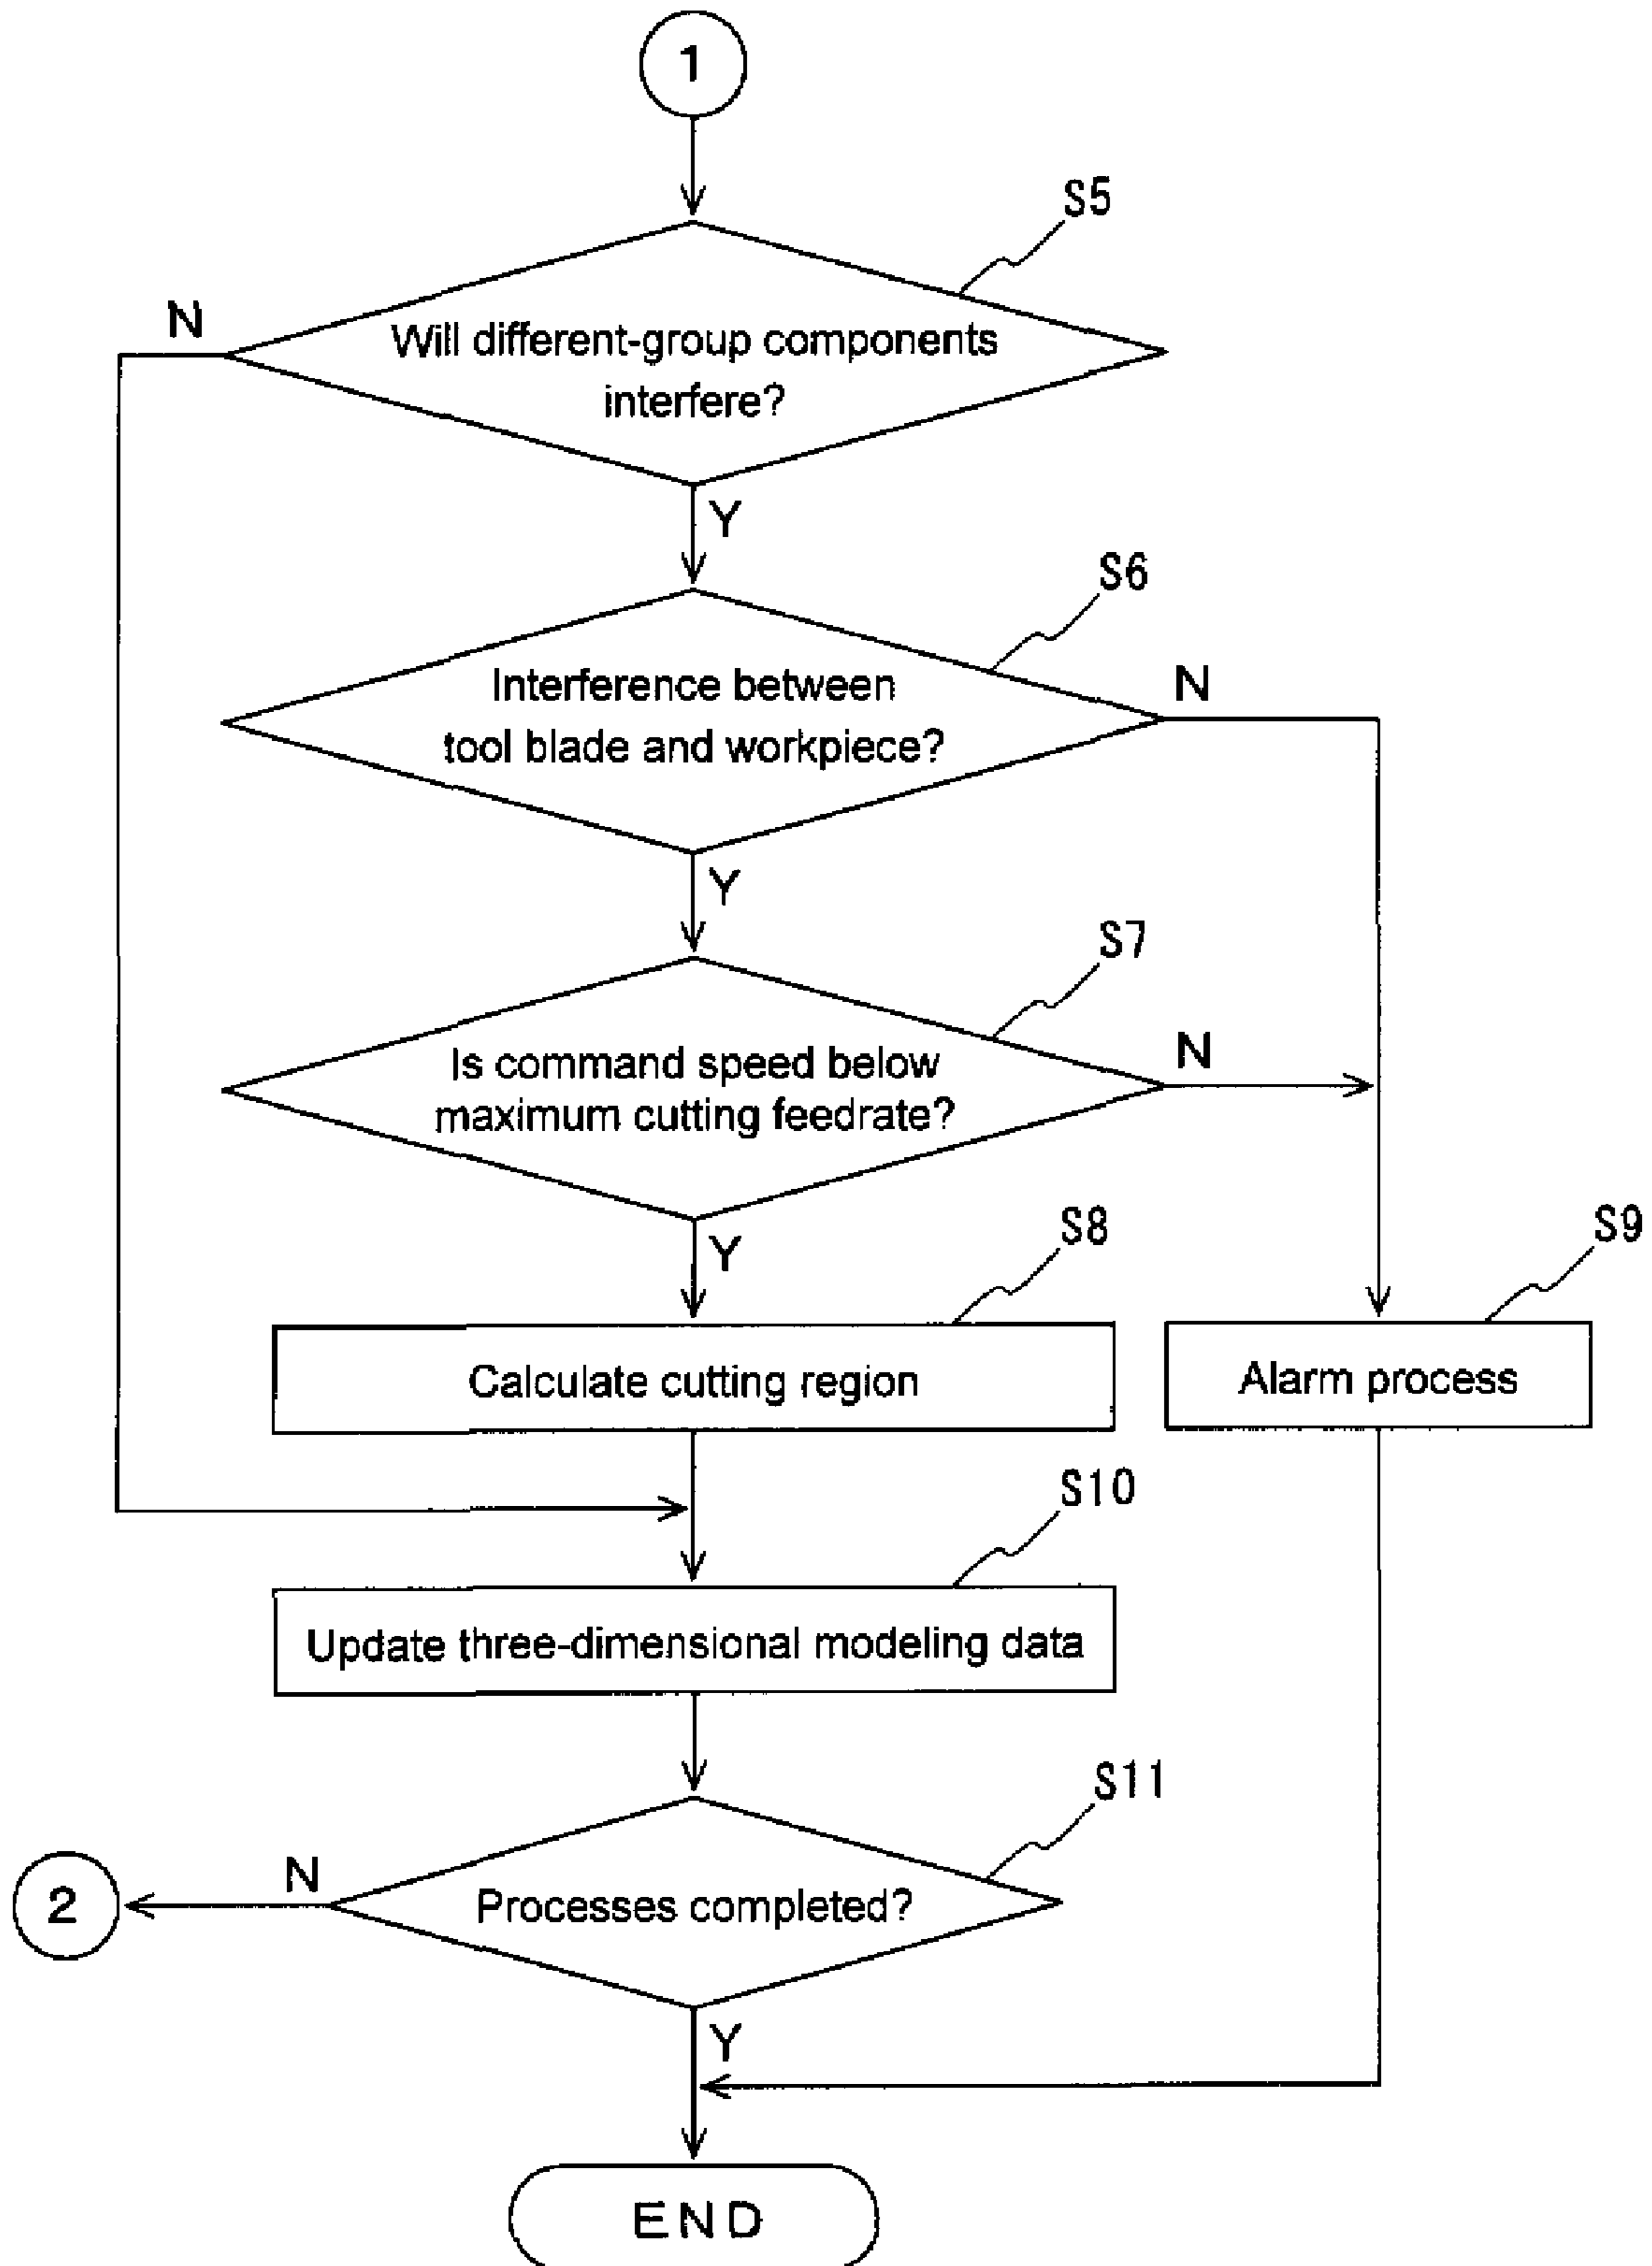 1
S5
N
Will different-group components
interfere?
Y
S6
Interference between
tool blade and workpiece?
N
Y
S7
Is command speed below
maximum cutting feedrate?
N
Y
S8
Calculate cutting region
S9
Alarm process
S10
Update three-dimensional modeling data
S11
Processes completed?
N
2
Y
END